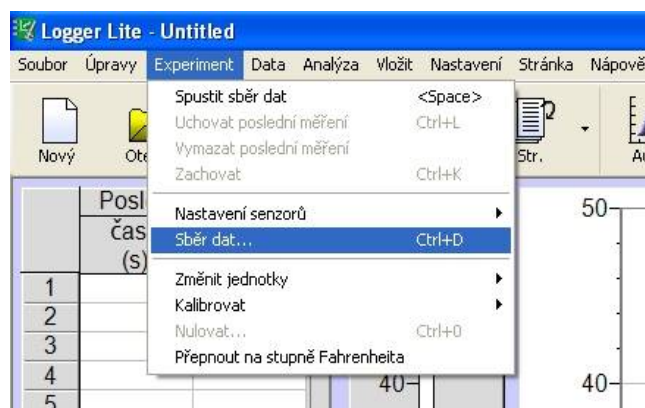 Logger Lite - Untitled
Soubor Úpravy Experiment Data Analýza Vložit Nastavení Stránka
Nový Str.
Spustit sběr dat <Space>
Uchovat poslední měření Ctrl+L
Vymazat poslední měření
Zachovat Ctrl+K
Nastavení senzorů
Sběr dat... Ctrl+D
Změnit jednotky
Kalibrovat
Nulovat... Ctrl+0
Přepnout na stupně Fahrenheita
čas
(s)
1
2
3
4
5
50
40
40